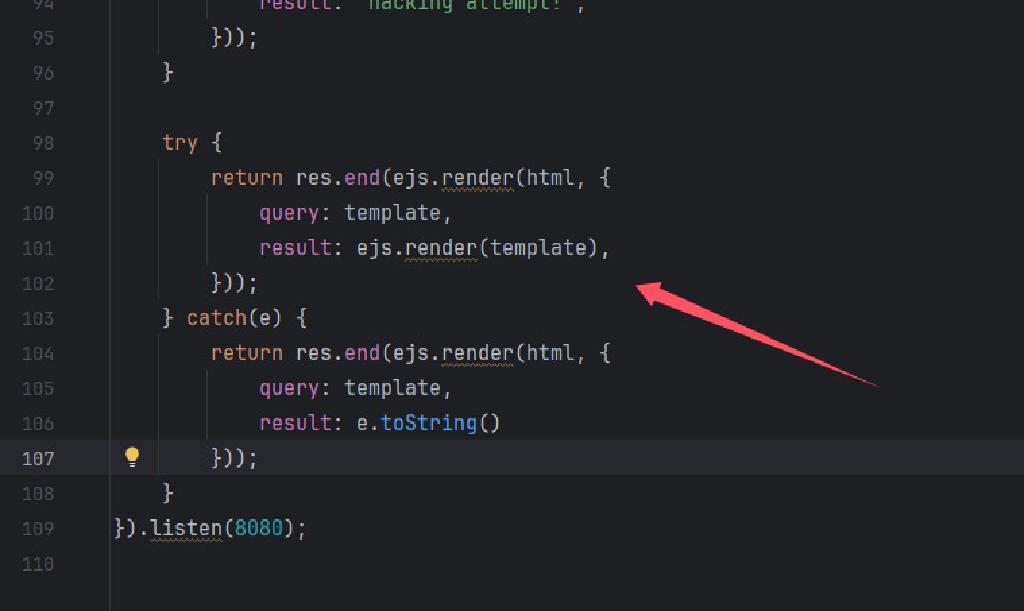 94 result: 'hacking attempt!',
95 }));
96 }
97
98 try {
99 return res.end(ejs.render(html, {
100 query: template,
101 result: ejs.render(template),
102 }));
103 } catch(e) {
104 return res.end(ejs.render(html, {
105 query: template,
106 result: e.toString()
107 }));
108 }
109 }).listen(8080);
110